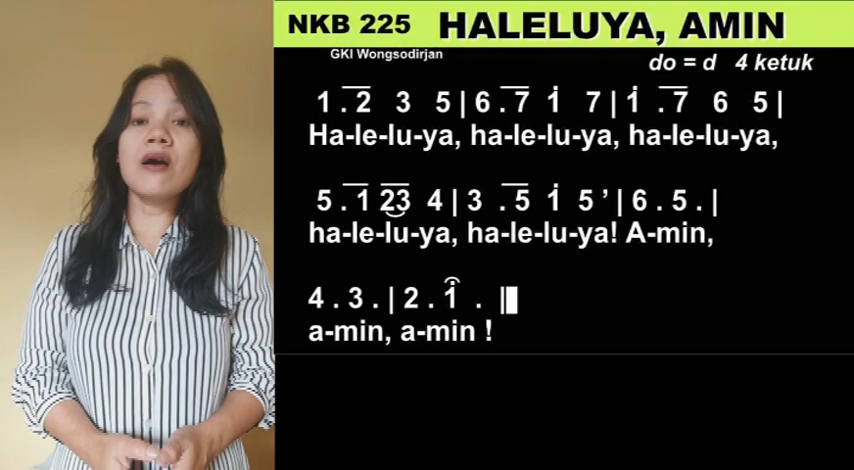 NKB 225 HALELUYA, AMIN
GKI Wongsodirjan
do = d 4 ketuk
1 . 2 3 5 | 6 . 7 1 7 | 1 . 7 6 5 |
Ha-le-lu-ya, ha-le-lu-ya, ha-le-lu-ya,
5 . 1 23 4 | 3 . 5 1 5 ’ | 6 . 5 . |
ha-le-lu-ya, ha-le-lu-ya! A-min,
4 . 3 . | 2 . 1 . ||
a-min, a-min !